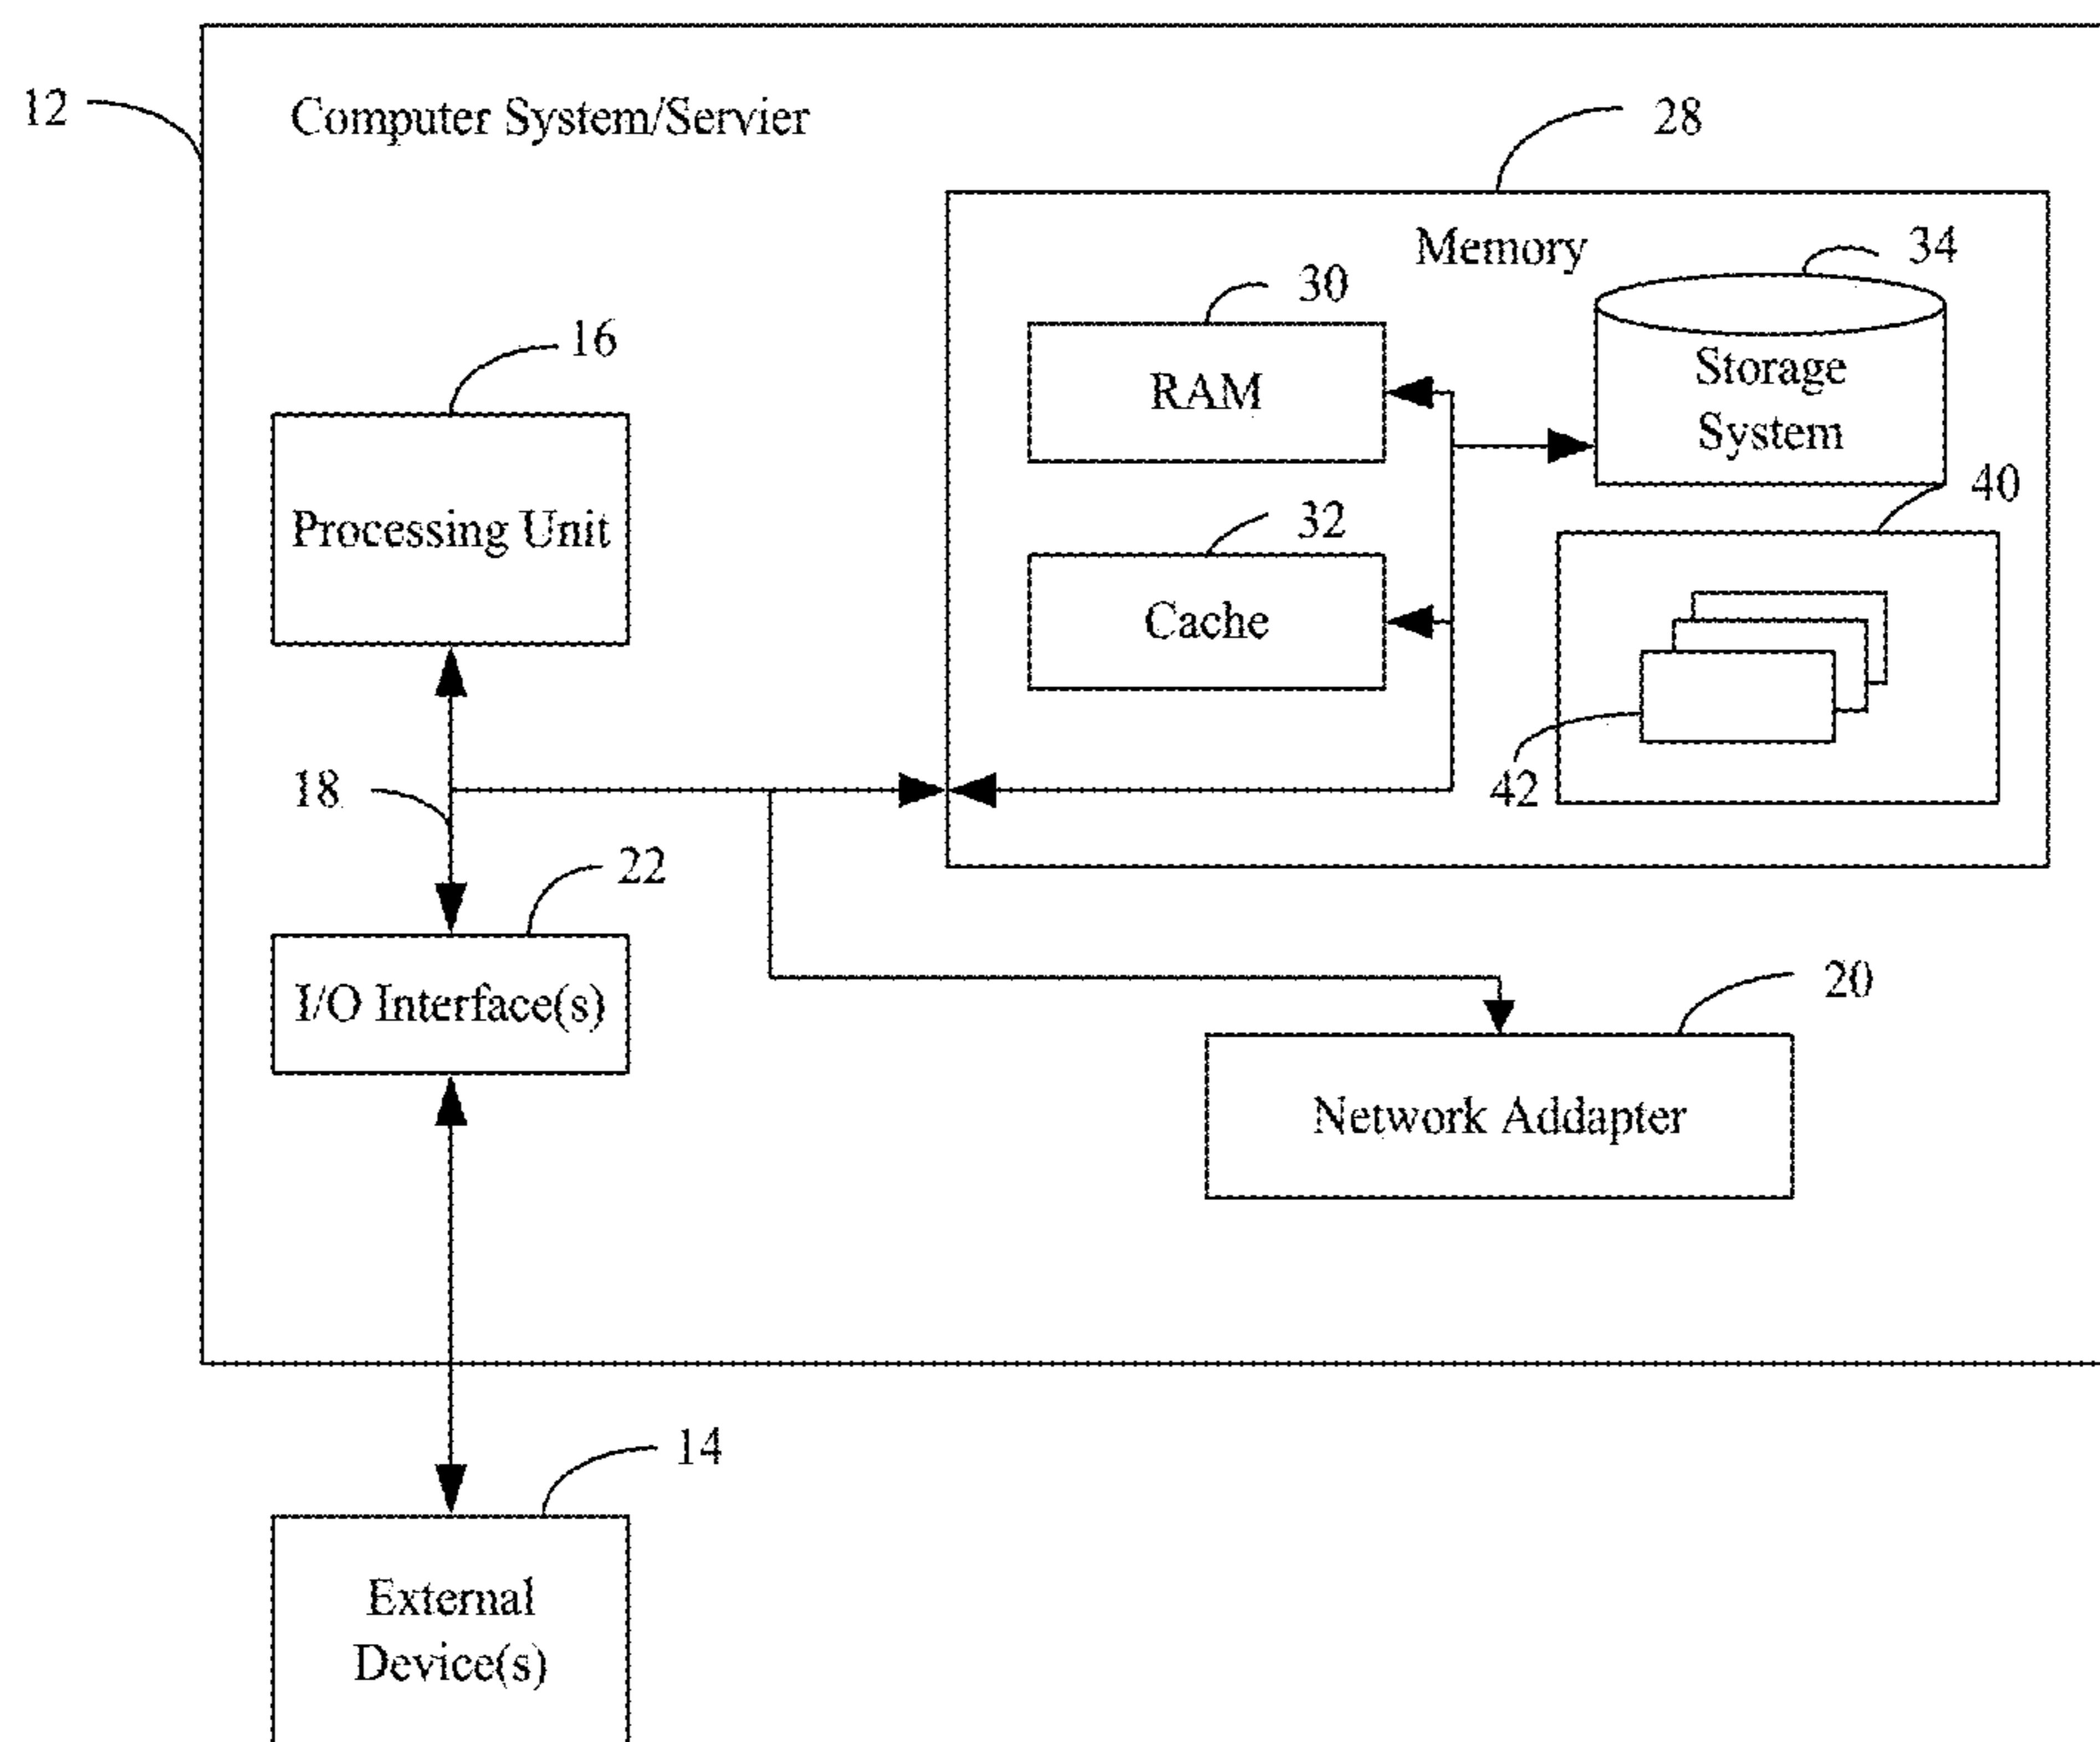 12
Computer System/Servier
28
Memory
34
30
16
RAM
Storage
System
40
Processing Unit
32
Cache
18
42
22
I/O Interface(s)
20
Network Addapter
14
External
Device(s)